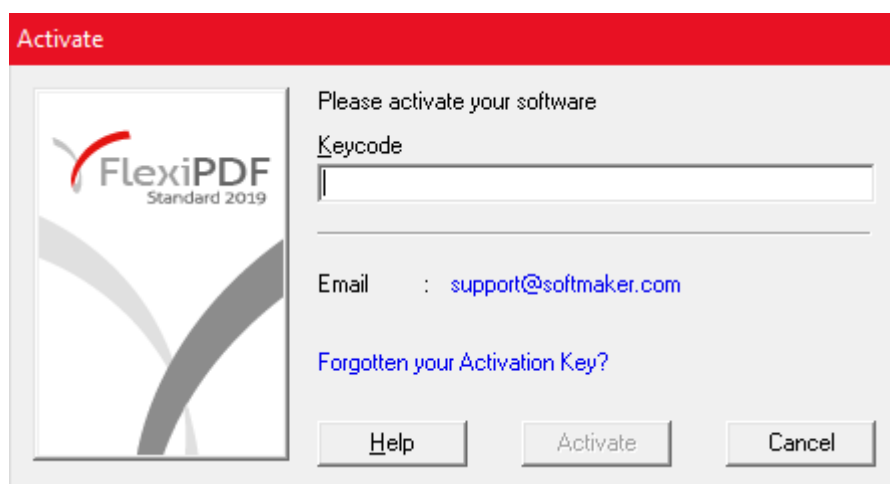 Activate
FlexiPDF
Standard 2019
Please activate your software
Keycode
Email : support@softmaker.com
Forgotten your Activation Key?
Help Activate Cancel